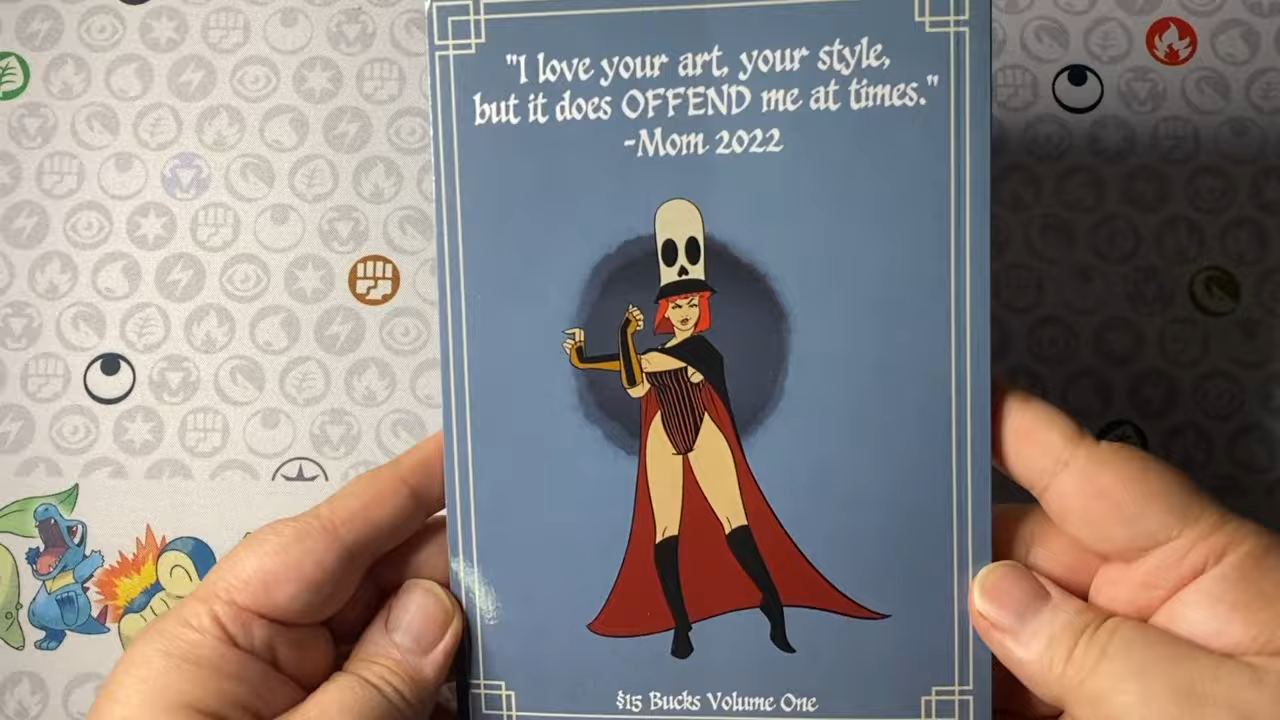 "I love your art, your style,
but it does OFFEND me at times."
-Mom 2022
$15 Bucks Volume One